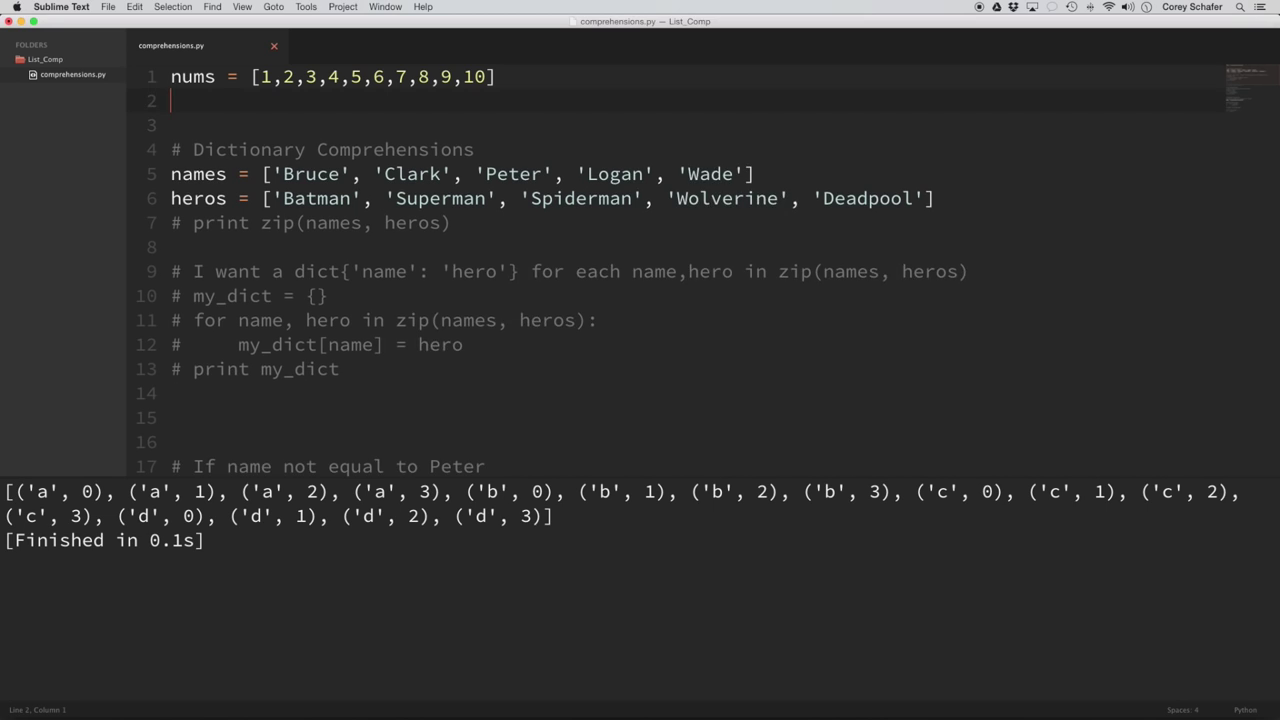 Sublime Text File Edit Selection Find View Goto Tools Project Window Help Corey Schafer
comprehensions.py — List_Comp
FOLDERS
List_Comp
comprehensions.py
comprehensions.py
1 nums = [1,2,3,4,5,6,7,8,9,10]
2
3
4 # Dictionary Comprehensions
5 names = ['Bruce', 'Clark', 'Peter', 'Logan', 'Wade']
6 heros = ['Batman', 'Superman', 'Spiderman', 'Wolverine', 'Deadpool']
7 # print zip(names, heros)
8
9 # I want a dict{'name': 'hero'} for each name,hero in zip(names, heros)
10 # my_dict = {}
11 # for name, hero in zip(names, heros):
12 #     my_dict[name] = hero
13 # print my_dict
14
15
16
17 # If name not equal to Peter
[('a', 0), ('a', 1), ('a', 2), ('a', 3), ('b', 0), ('b', 1), ('b', 2), ('b', 3), ('c', 0), ('c', 1), ('c', 2),
('c', 3), ('d', 0), ('d', 1), ('d', 2), ('d', 3)]
[Finished in 0.1s]
Line 2, Column 1 Spaces: 4 Python